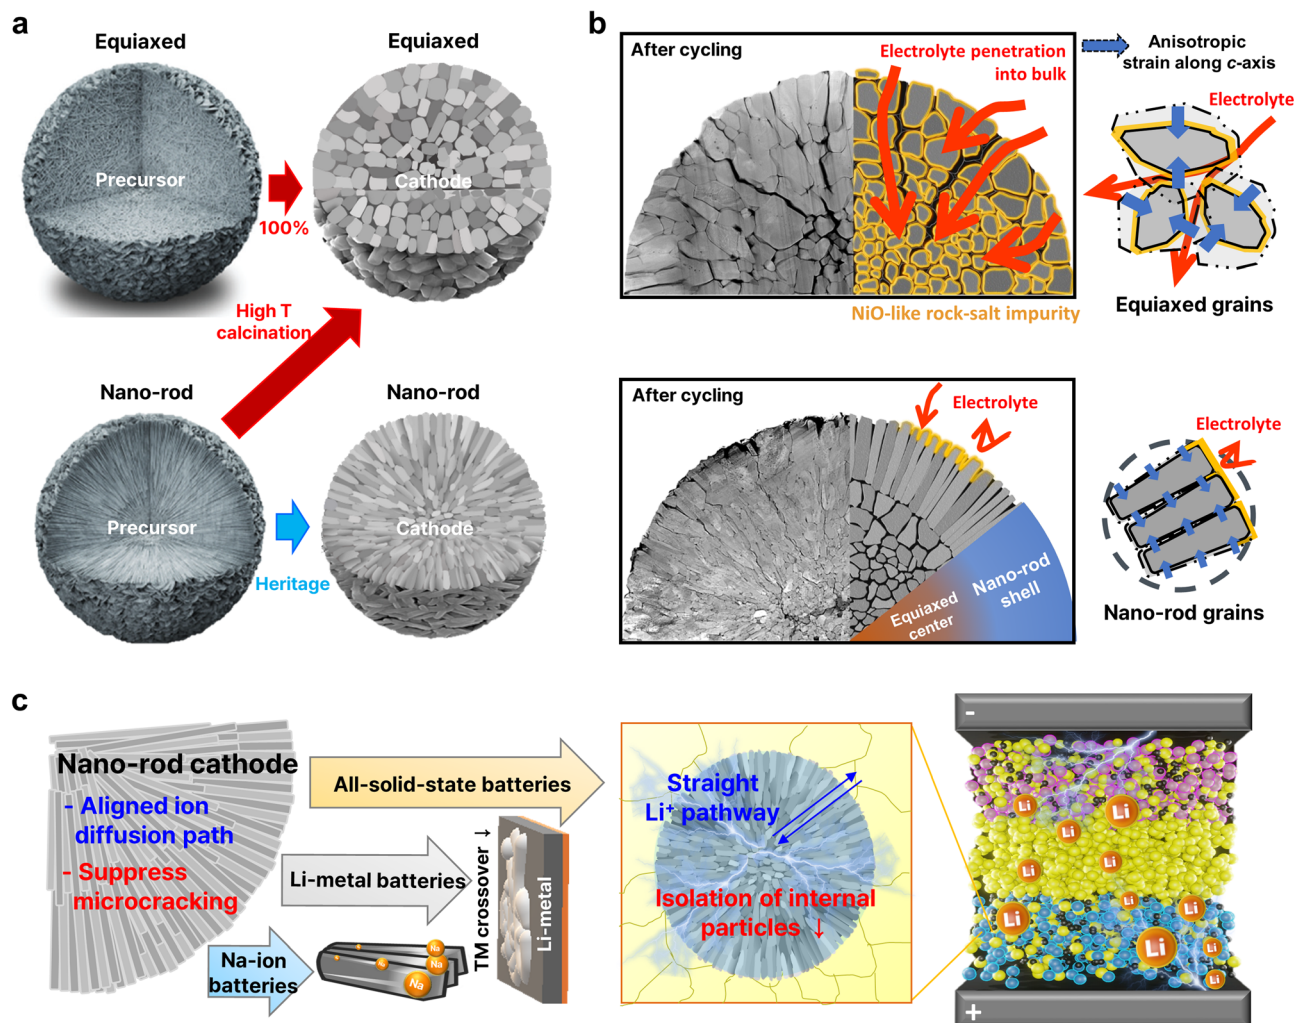 a
Equiaxed
Equiaxed
Precursor
Cathode
100%
High T
calcination
Nano-rod
Nano-rod
Precursor
Cathode
Heritage
b
After cycling
Electrolyte penetration
into bulk
NiO-like rock-salt impurity
Anisotropic
strain along c-axis
Electrolyte
Equiaxed grains
After cycling
Electrolyte
Equiaxed
center
Nano-rod
shell
Electrolyte
Nano-rod grains
c
Nano-rod cathode
- Aligned ion
diffusion path
- Suppress
microcracking
All-solid-state batteries
Li-metal batteries
Na-ion
batteries
Na
Na
Na
Na
TM crossover ↓
Li-metal
Straight
Li⁺ pathway
Isolation of internal
particles ↓
-
Li
Li
Li
Li
Li
Li
Li
Li
Li
Li
Li
+